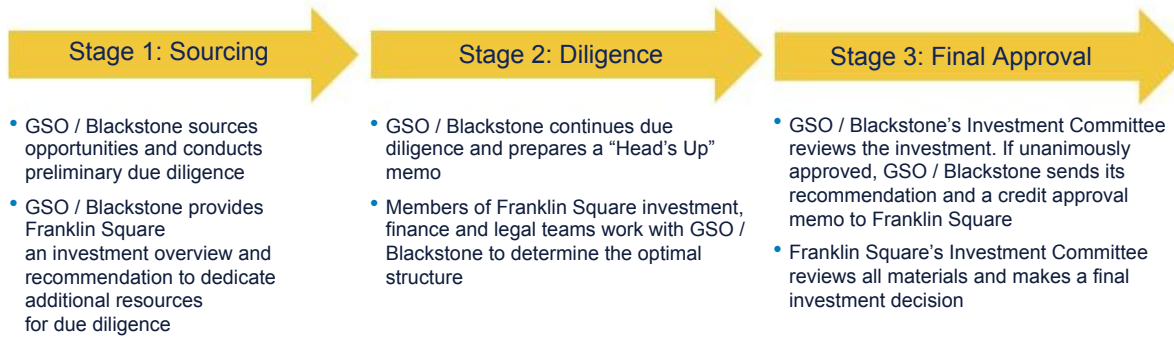 Stage 1: Sourcing
• GSO / Blackstone sources
opportunities and conducts
preliminary due diligence
• GSO / Blackstone provides
Franklin Square
an investment overview and
recommendation to dedicate
additional resources
for due diligence
Stage 2: Diligence
• GSO / Blackstone continues due
diligence and prepares a “Head’s Up”
memo
• Members of Franklin Square investment,
finance and legal teams work with GSO /
Blackstone to determine the optimal
structure
Stage 3: Final Approval
• GSO / Blackstone’s Investment Committee
reviews the investment. If unanimously
approved, GSO / Blackstone sends its
recommendation and a credit approval
memo to Franklin Square
• Franklin Square’s Investment Committee
reviews all materials and makes a final
investment decision